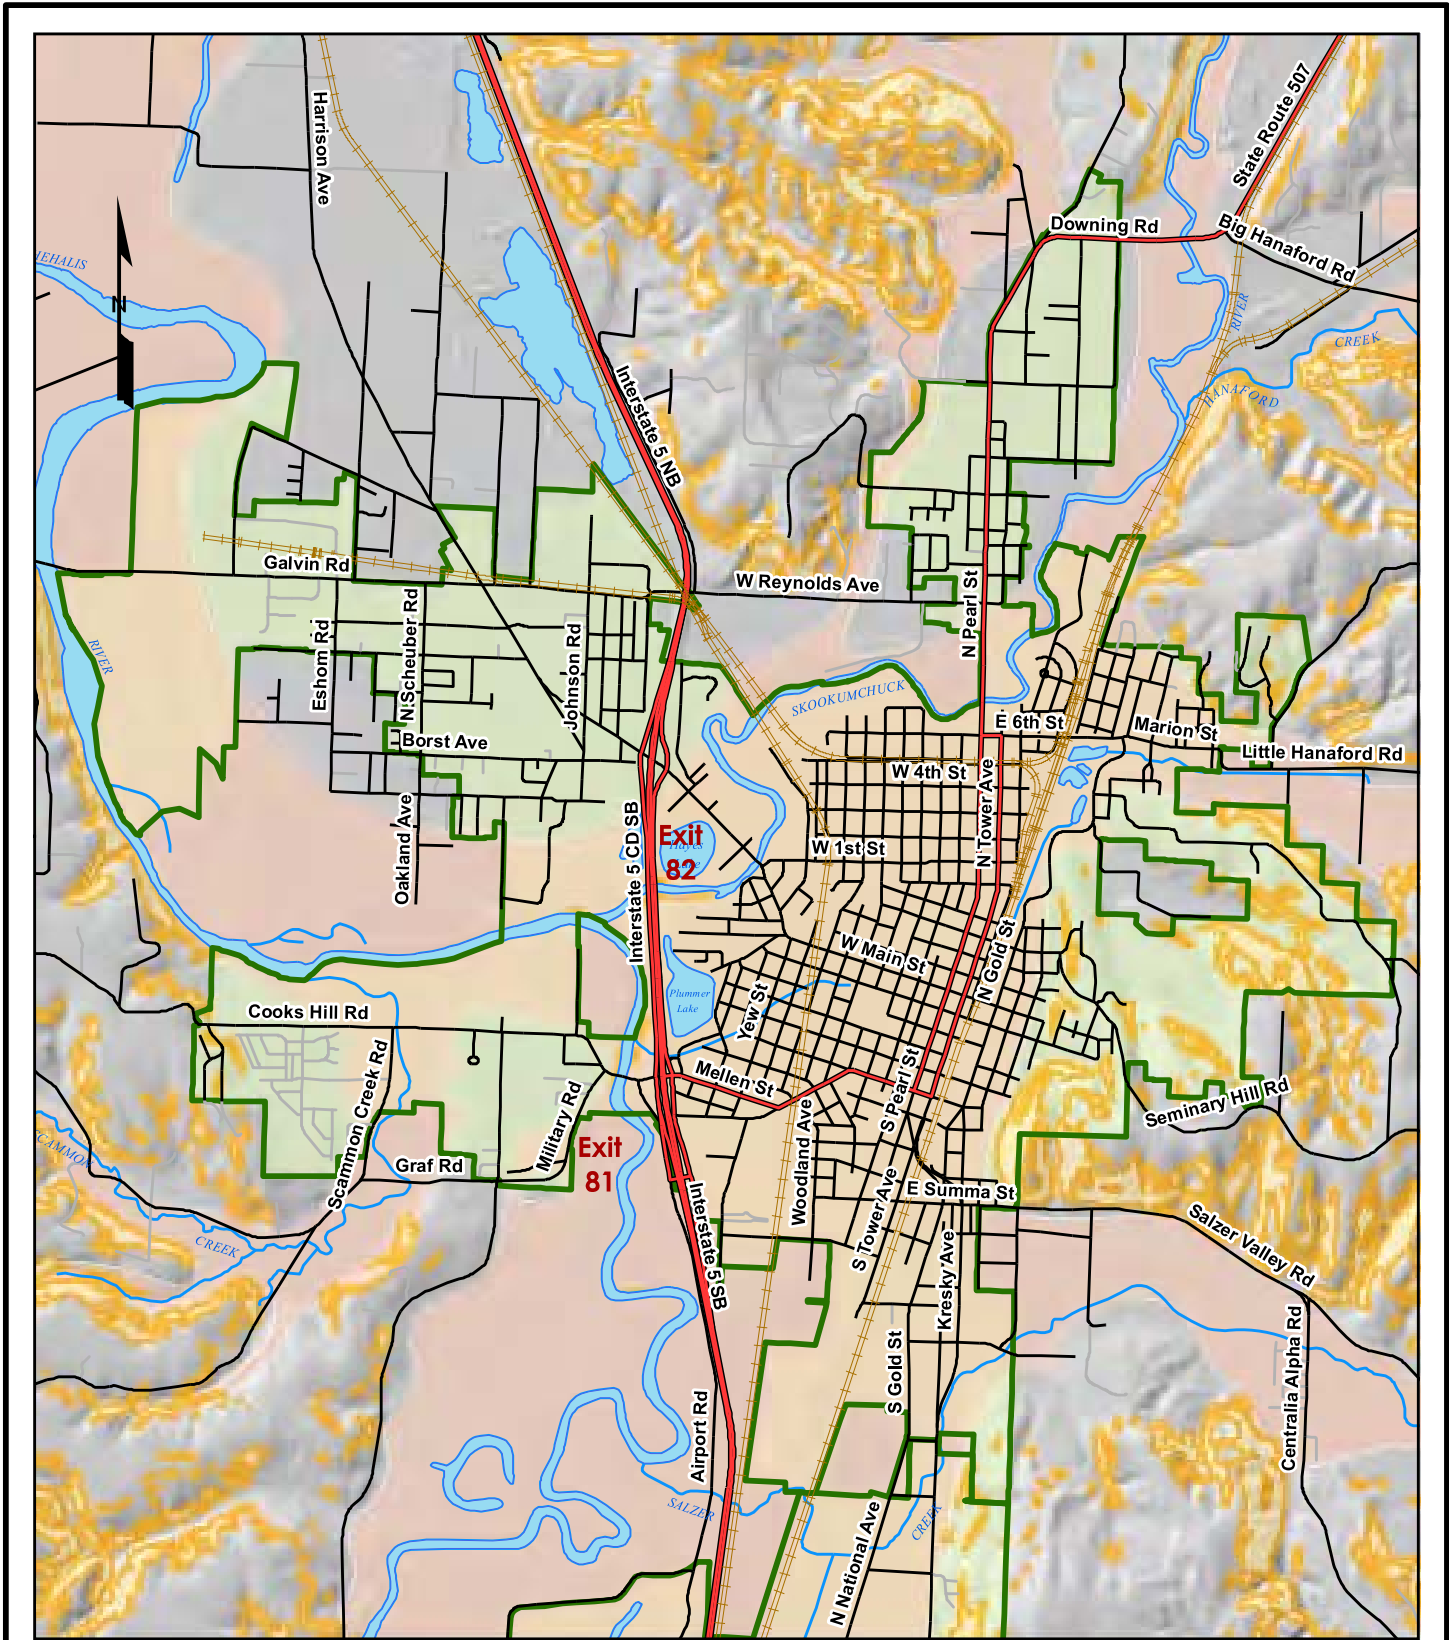 State Route 507
Harrison Ave
Downing Rd
Big Hanaford Rd
N
RIVER
CREEK
HANAFORD
Interstate 5 NB
Galvin Rd
W Reynolds Ave
N Pearl St
RIVER
Eshom Rd
N Scheuber Rd
Johnson Rd
SKOOKUMCHUCK
E 6th St
Marion St
Borst Ave
W 4th St
Little Hanaford Rd
N Tower Ave
Oakland Ave
Interstate 5 CD SB
Exit
82
W 1st St
W Main St
N Gold St
Plummer
Lake
Yew St
Cooks Hill Rd
Scammon Creek Rd
Mellen St
S Pearl St
Seminary Hill Rd
Military Rd
Exit
81
Woodland Ave
Graf Rd
E Summa St
CREEK
Interstate 5 SB
S Tower Ave
Kresky Ave
Salzer Valley Rd
S Gold St
Centralia Alpha Rd
Airport Rd
SALZER
CREEK
N National Ave